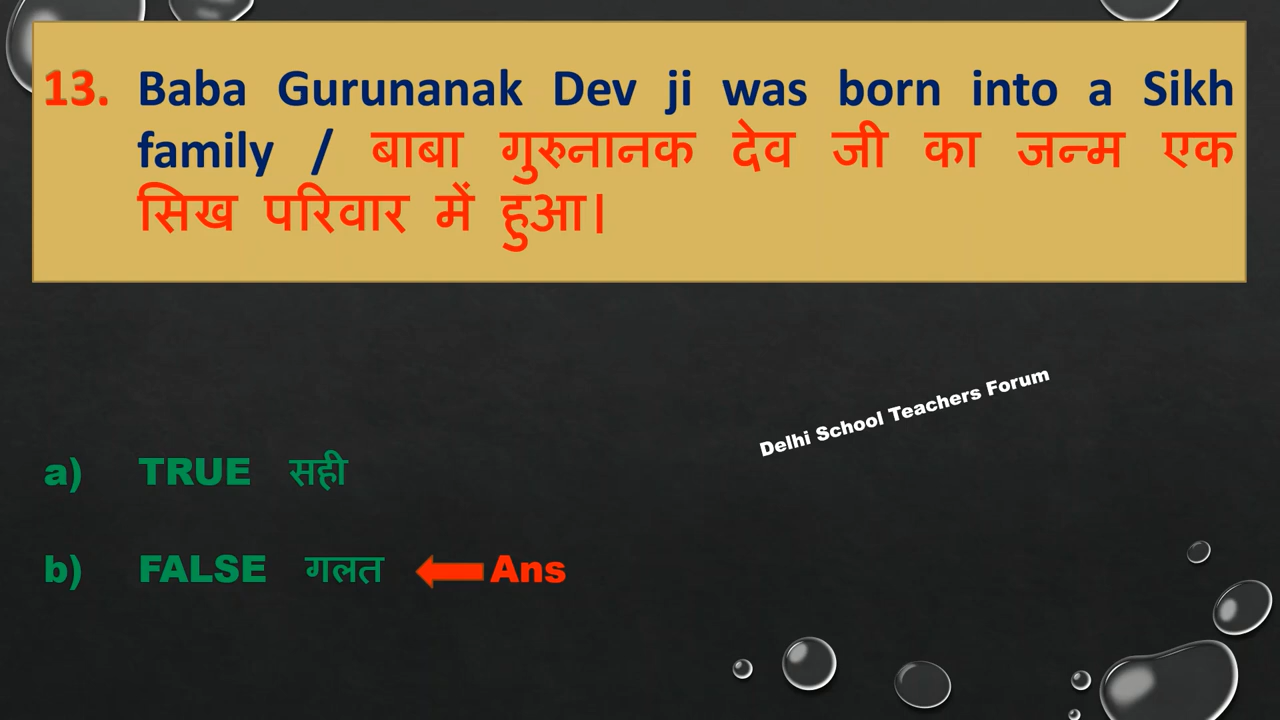 13. Baba Gurunanak Dev ji was born into a Sikh
family / बाबा गुरुनानक देव जी का जन्म एक
सिख परिवार में हुआ।
Delhi School Teachers Forum
a) TRUE सही
b) FALSE गलत Ans